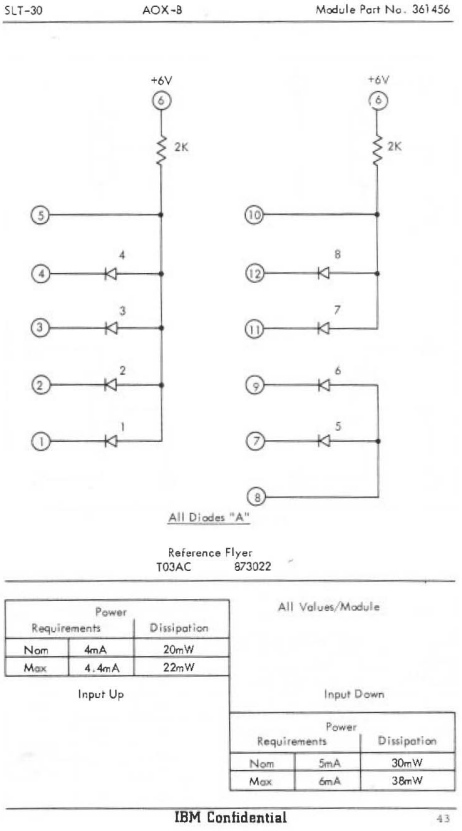 SLT-30 AOX-B Module Part No. 361456
+6V +6V
6 6
2K 2K
5 10
4 8
4 12
3 7
3 11
2 6
2 9
1 5
1 7
8
All Diodes "A"
Reference Flyer
T03AC 873022
All Values/Module
Power
Requirements Dissipation
Nom 4mA 20mW
Max 4.4mA 22mW
Input Up Input Down
Power
Requirements Dissipation
Nom 5mA 30mW
Max 6mA 38mW
IBM Confidential 43